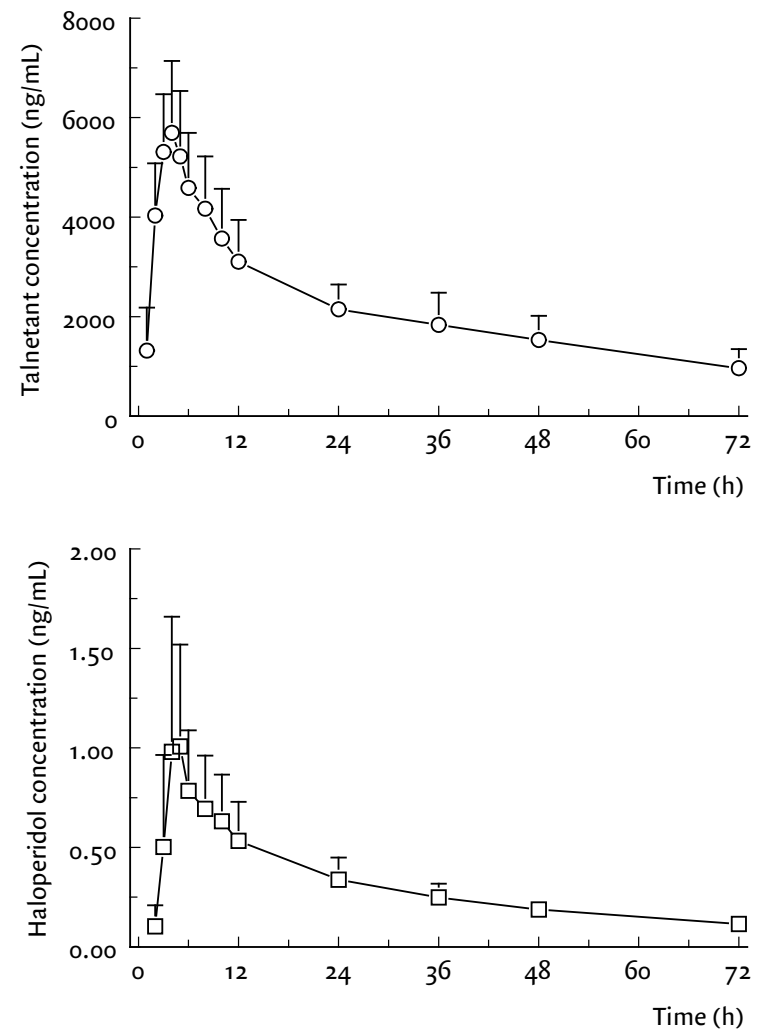 Talnetant concentration (ng/mL)
8000
6000
4000
2000
0
0 12 24 36 48 60 72
Time (h)
Haloperidol concentration (ng/mL)
2.00
1.50
1.00
0.50
0.00
0 12 24 36 48 60 72
Time (h)